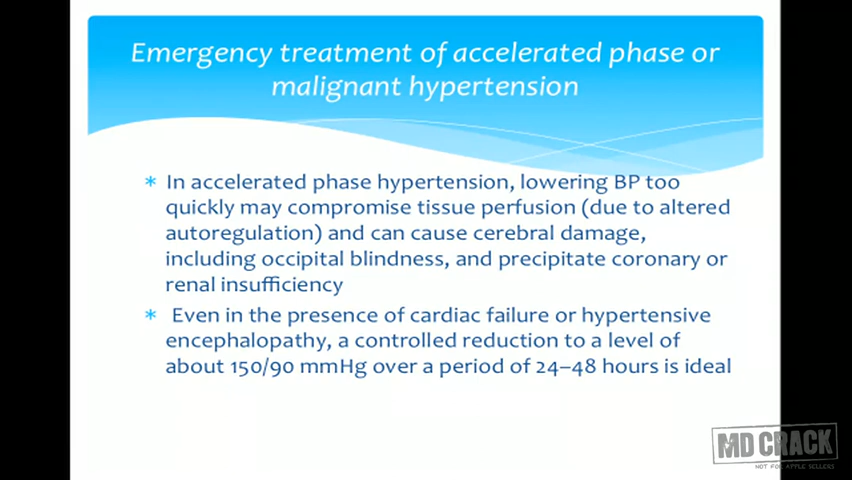 Emergency treatment of accelerated phase or
malignant hypertension
* In accelerated phase hypertension, lowering BP too
quickly may compromise tissue perfusion (due to altered
autoregulation) and can cause cerebral damage,
including occipital blindness, and precipitate coronary or
renal insufficiency
* Even in the presence of cardiac failure or hypertensive
encephalopathy, a controlled reduction to a level of
about 150/90 mmHg over a period of 24–48 hours is ideal
MD CRACK
NOT FOR APPLE SELLERS